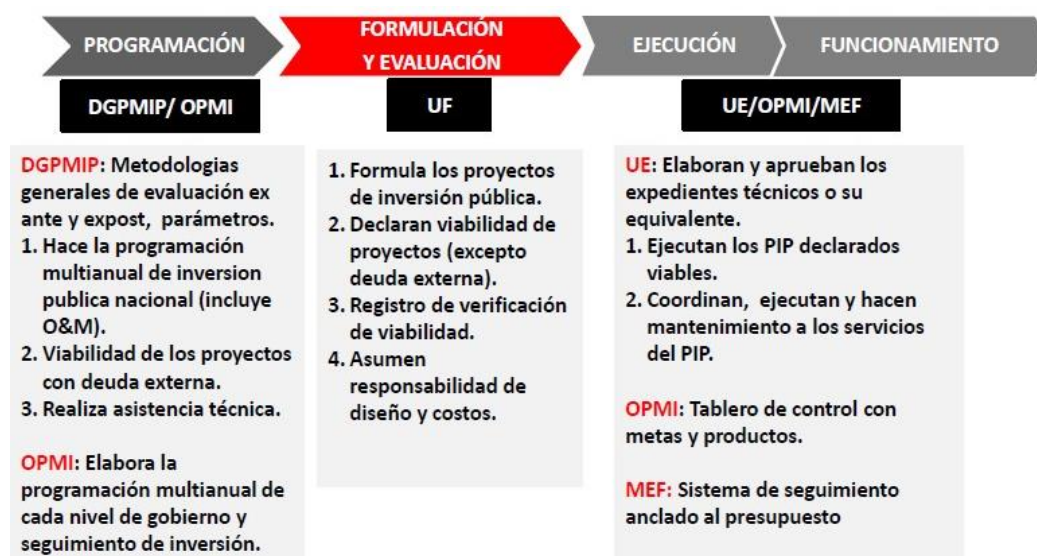 PROGRAMACIÓN
FORMULACIÓN
Y EVALUACIÓN
EJECUCIÓN
FUNCIONAMIENTO
DGPMIP/ OPMI
UF
UE/OPMI/MEF
DGPMIP: Metodologias
generales de evaluación ex
ante y expost, parámetros.
1. Hace la programación
multianual de inversion
publica nacional (incluye
O&M).
2. Viabilidad de los proyectos
con deuda externa.
3. Realiza asistencia técnica.
OPMI: Elabora la
programación multianual de
cada nivel de gobierno y
seguimiento de inversión.
1. Formula los proyectos
de inversión pública.
2. Declaran viabilidad de
proyectos (excepto
deuda externa).
3. Registro de verificación
de viabilidad.
4. Asumen
responsabilidad de
diseño y costos.
UE: Elaboran y aprueban los
expedientes técnicos o su
equivalente.
1. Ejecutan los PIP declarados
viables.
2. Coordinan, ejecutan y hacen
mantenimiento a los servicios
del PIP.
OPMI: Tablero de control con
metas y productos.
MEF: Sistema de seguimiento
anclado al presupuesto